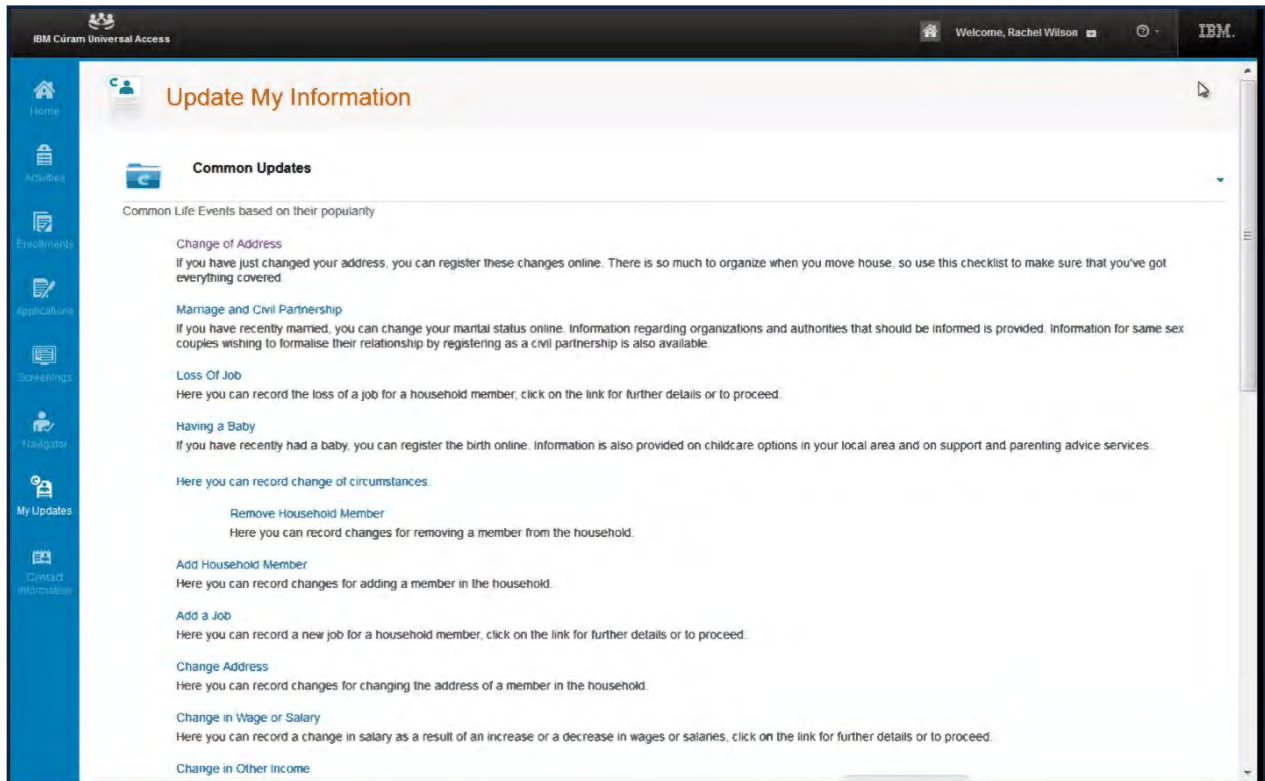 IBM Cúram Universal Access
Welcome, Rachel Wilson
IBM.
Home
Activities
Enrollments
Applications
Screenings
Navigator
My Updates
Contact
Information
Update My Information
Common Updates
Common Life Events based on their popularity
Change of Address
If you have just changed your address, you can register these changes online. There is so much to organize when you move house, so use this checklist to make sure that you've got
everything covered.
Marriage and Civil Partnership
If you have recently married, you can change your marital status online. Information regarding organizations and authorities that should be informed is provided. Information for same sex
couples wishing to formalise their relationship by registering as a civil partnership is also available.
Loss Of Job
Here you can record the loss of a job for a household member, click on the link for further details or to proceed.
Having a Baby
If you have recently had a baby, you can register the birth online. Information is also provided on childcare options in your local area and on support and parenting advice services.
Here you can record change of circumstances.
Remove Household Member
Here you can record changes for removing a member from the household.
Add Household Member
Here you can record changes for adding a member in the household.
Add a Job
Here you can record a new job for a household member, click on the link for further details or to proceed.
Change Address
Here you can record changes for changing the address of a member in the household.
Change in Wage or Salary
Here you can record a change in salary as a result of an increase or a decrease in wages or salaries, click on the link for further details or to proceed.
Change in Other Income